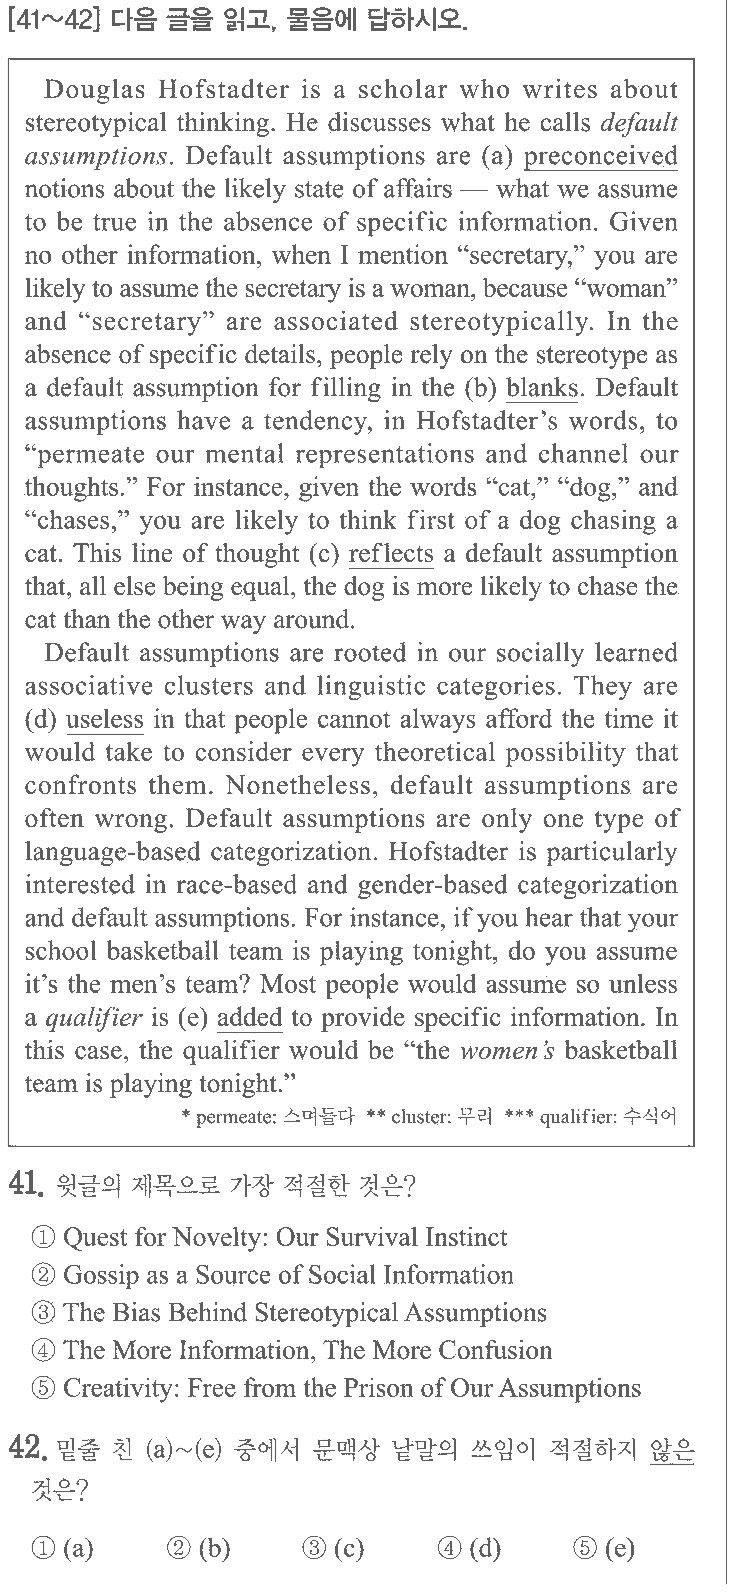 [41~42] 다음 글을 읽고, 물음에 답하시오.
Douglas Hofstadter is a scholar who writes about
stereotypical thinking. He discusses what he calls default
assumptions. Default assumptions are (a) preconceived
notions about the likely state of affairs — what we assume
to be true in the absence of specific information. Given
no other information, when I mention “secretary,” you are
likely to assume the secretary is a woman, because “woman”
and “secretary” are associated stereotypically. In the
absence of specific details, people rely on the stereotype as
a default assumption for filling in the (b) blanks. Default
assumptions have a tendency, in Hofstadter’s words, to
“permeate our mental representations and channel our
thoughts.” For instance, given the words “cat,” “dog,” and
“chases,” you are likely to think first of a dog chasing a
cat. This line of thought (c) reflects a default assumption
that, all else being equal, the dog is more likely to chase the
cat than the other way around.
Default assumptions are rooted in our socially learned
associative clusters and linguistic categories. They are
(d) useless in that people cannot always afford the time it
would take to consider every theoretical possibility that
confronts them. Nonetheless, default assumptions are
often wrong. Default assumptions are only one type of
language-based categorization. Hofstadter is particularly
interested in race-based and gender-based categorization
and default assumptions. For instance, if you hear that your
school basketball team is playing tonight, do you assume
it’s the men’s team? Most people would assume so unless
a qualifier is (e) added to provide specific information. In
this case, the qualifier would be “the women’s basketball
team is playing tonight.”
* permeate: 스며들다 ** cluster: 무리 *** qualifier: 수식어
41. 윗글의 제목으로 가장 적절한 것은?
① Quest for Novelty: Our Survival Instinct
② Gossip as a Source of Social Information
③ The Bias Behind Stereotypical Assumptions
④ The More Information, The More Confusion
⑤ Creativity: Free from the Prison of Our Assumptions
42. 밑줄 친 (a)~(e) 중에서 문맥상 낱말의 쓰임이 적절하지 않은
것은?
① (a) ② (b) ③ (c) ④ (d) ⑤ (e)